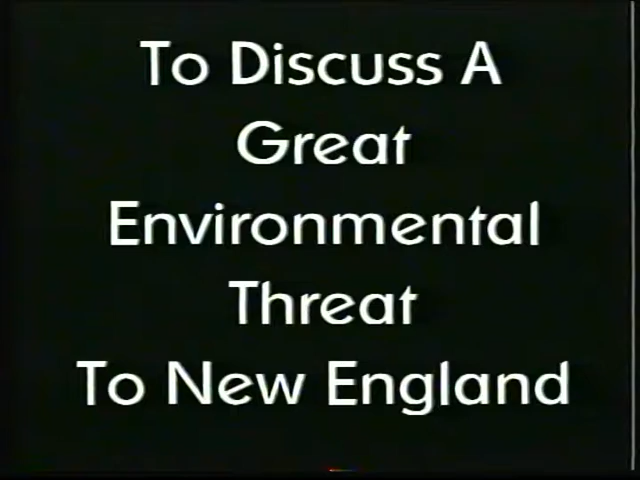 To Discuss A
Great
Environmental
Threat
To New England